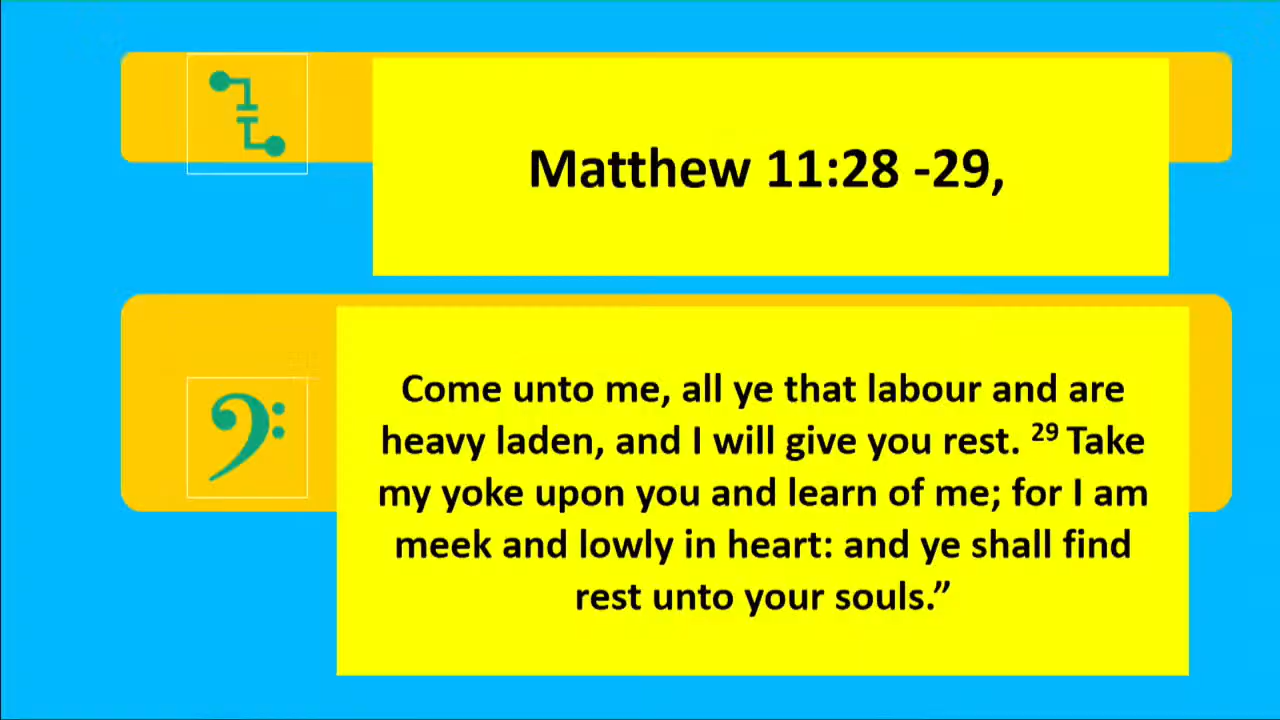 Matthew 11:28 -29,
Come unto me, all ye that labour and are
heavy laden, and I will give you rest. 29 Take
my yoke upon you and learn of me; for I am
meek and lowly in heart: and ye shall find
rest unto your souls.”